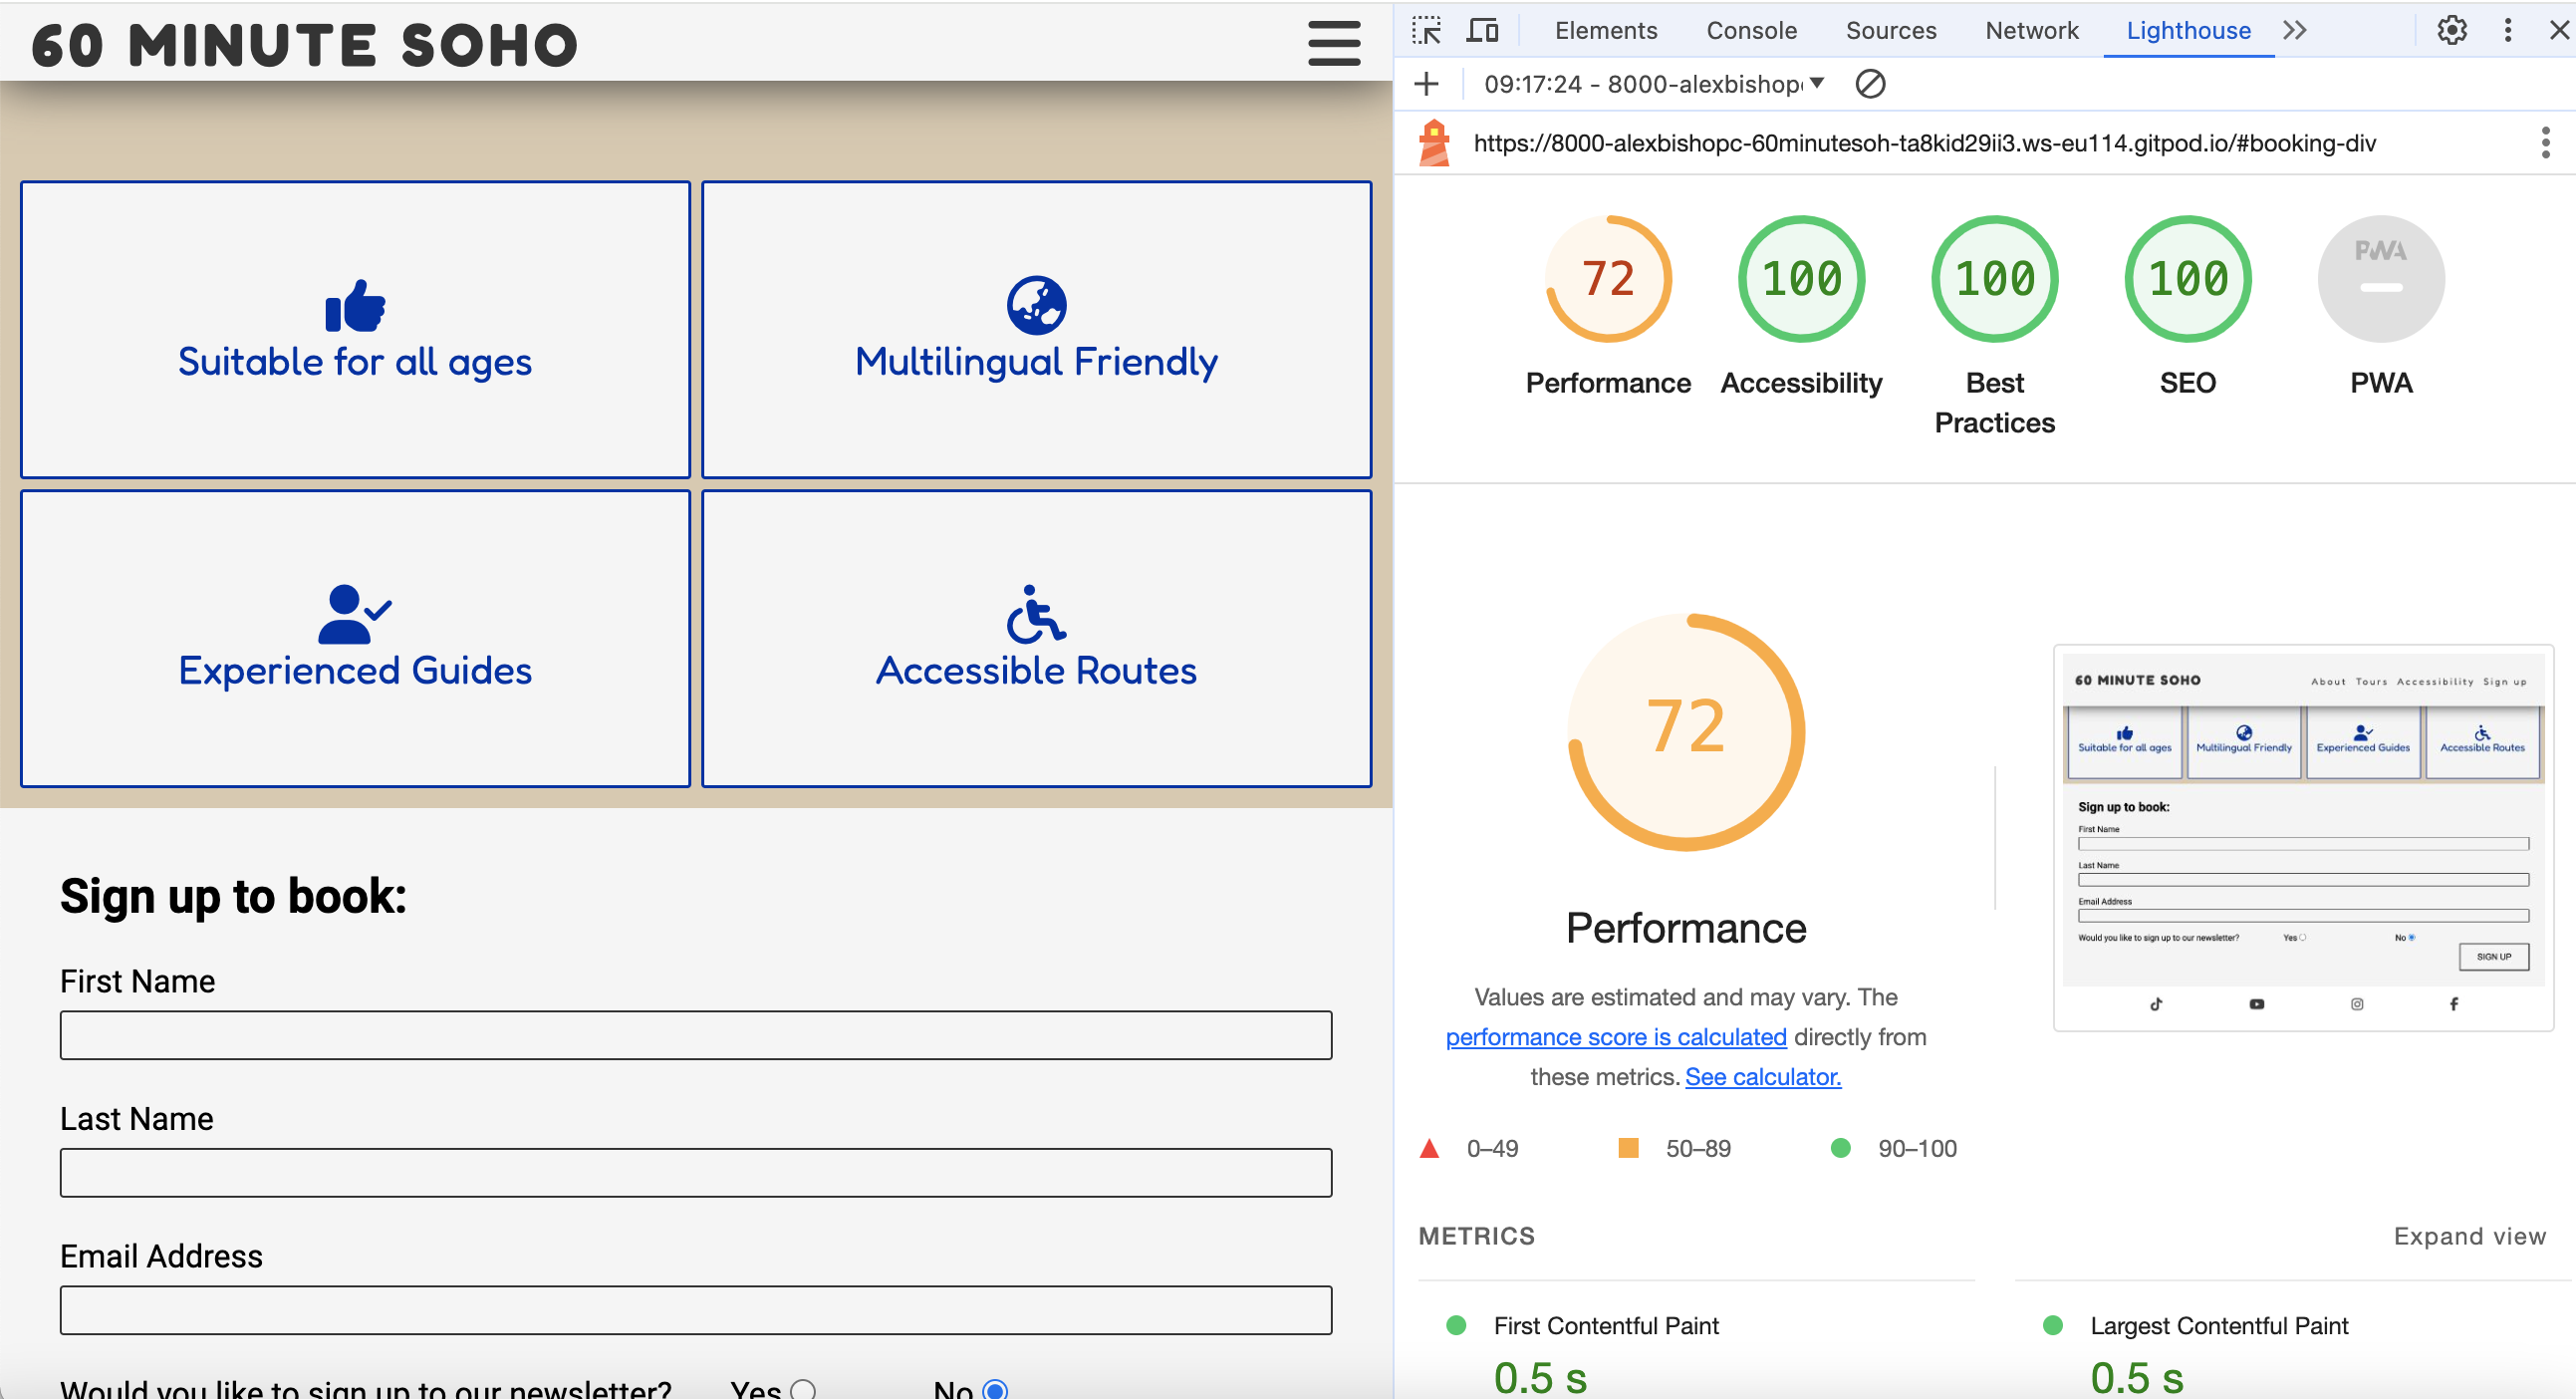 60 MINUTE SOHO
Suitable for all ages
Multilingual Friendly
Experienced Guides
Accessible Routes
Sign up to book:
First Name
Last Name
Email Address
Would you like to sign up to our newsletter? Yes No
Elements Console Sources Network Lighthouse
09:17:24 - 8000-alexbishop
https://8000-alexbishopc-60minutesoh-ta8kid29ii3.ws-eu114.gitpod.io/#booking-div
72 100 100 100 PWA
Performance Accessibility Best Practices SEO PWA
72
Performance
Values are estimated and may vary. The
performance score is calculated directly from
these metrics. See calculator.
0–49 50–89 90–100
60 MINUTE SOHO About Tours Accessibility Sign up
Suitable for all ages Multilingual Friendly Experienced Guides Accessible Routes
Sign up to book:
First Name
Last Name
Email Address
Would you like to sign up to our newsletter? Yes No
SIGN UP
METRICS Expand view
First Contentful Paint
0.5 s
Largest Contentful Paint
0.5 s